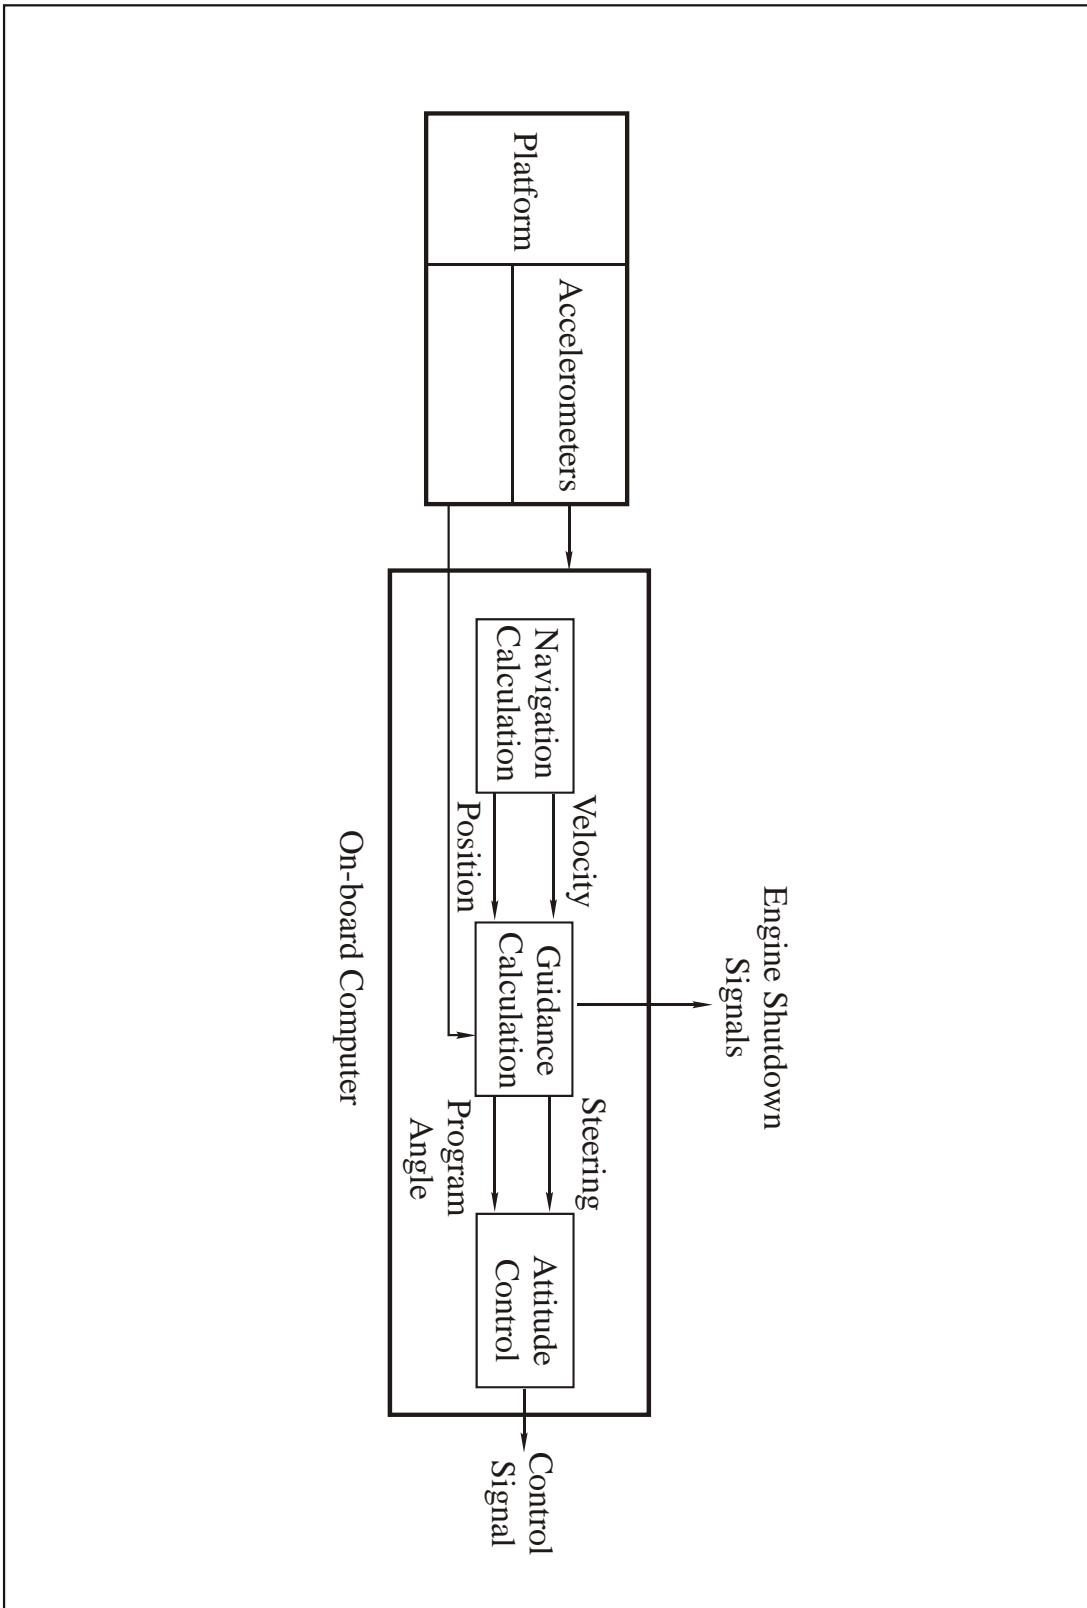 Platform
Accelerometers
Navigation
Calculation
Velocity
Position
Guidance
Calculation
Engine Shutdown
Signals
Steering
Program
Angle
Attitude
Control
Control
Signal
On-board Computer